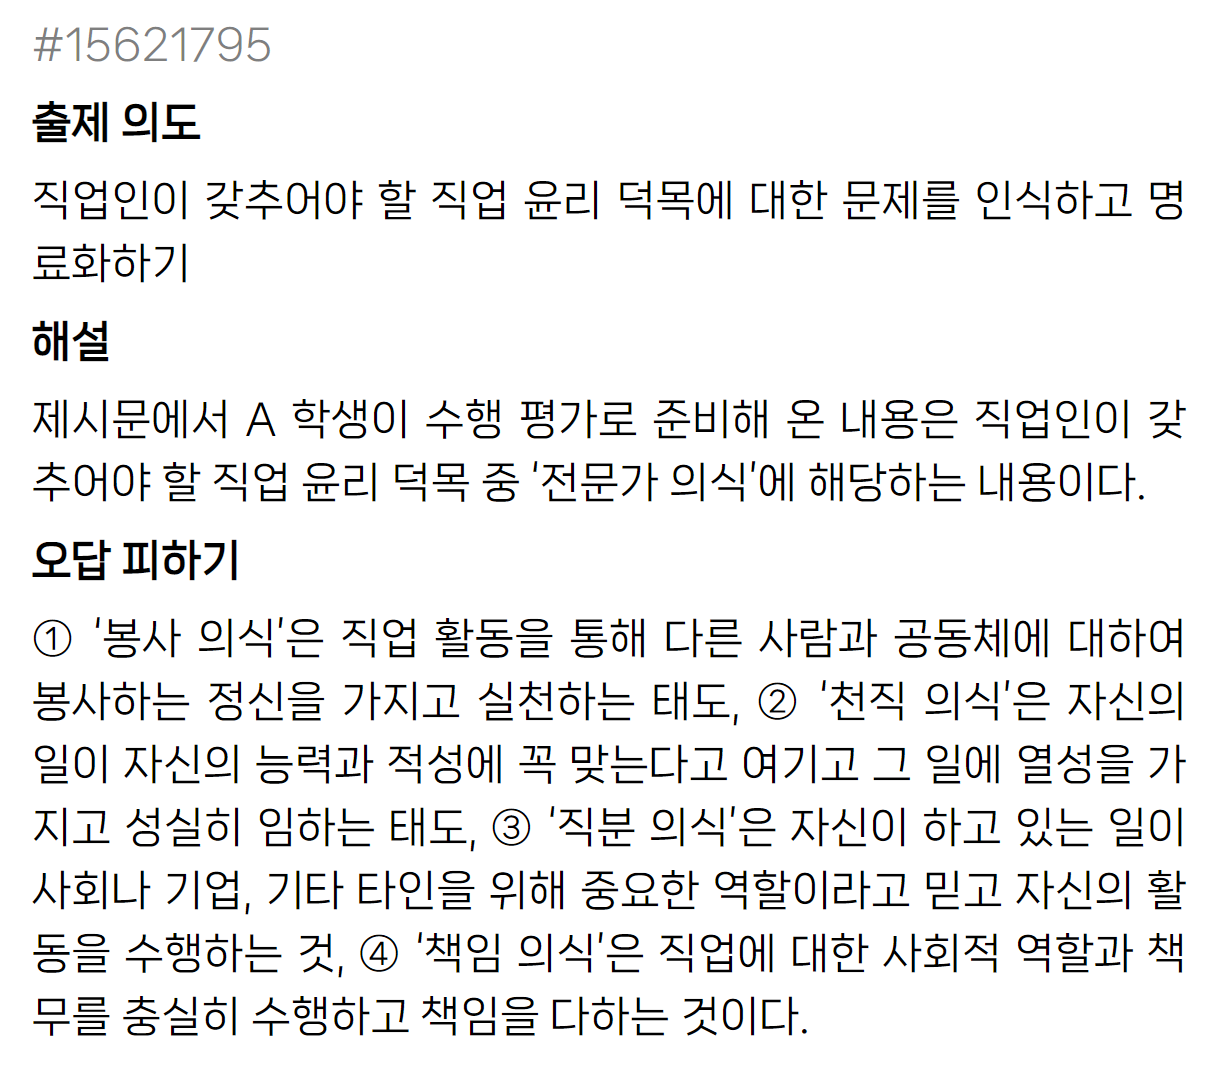 #15621795
출제 의도
직업인이 갖추어야 할 직업 윤리 덕목에 대한 문제를 인식하고 명
료화하기
해설
제시문에서 A 학생이 수행 평가로 준비해 온 내용은 직업인이 갖
추어야 할 직업 윤리 덕목 중 '전문가 의식'에 해당하는 내용이다.
오답 피하기
① '봉사 의식'은 직업 활동을 통해 다른 사람과 공동체에 대하여
봉사하는 정신을 가지고 실천하는 태도, ② '천직 의식'은 자신의
일이 자신의 능력과 적성에 꼭 맞는다고 여기고 그 일에 열성을 가
지고 성실히 임하는 태도, ③ '직분 의식'은 자신이 하고 있는 일이
사회나 기업, 기타 타인을 위해 중요한 역할이라고 믿고 자신의 활
동을 수행하는 것, ④ '책임 의식'은 직업에 대한 사회적 역할과 책
무를 충실히 수행하고 책임을 다하는 것이다.